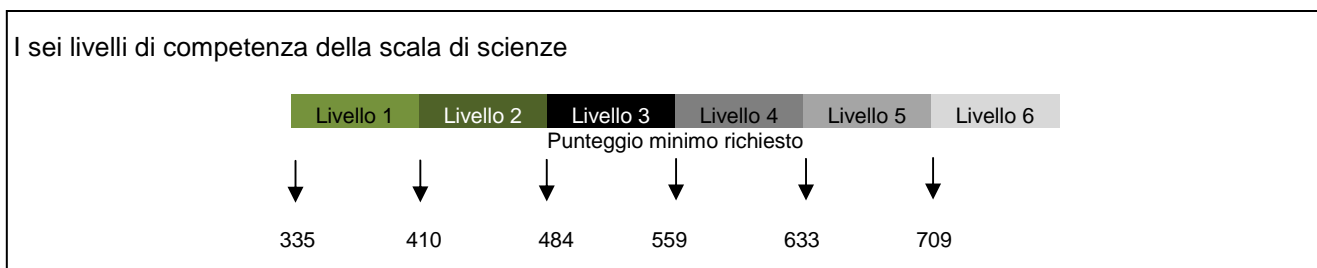 I sei livelli di competenza della scala di scienze
Livello 1 Livello 2 Livello 3 Livello 4 Livello 5 Livello 6
Punteggio minimo richiesto
335 410 484 559 633 709